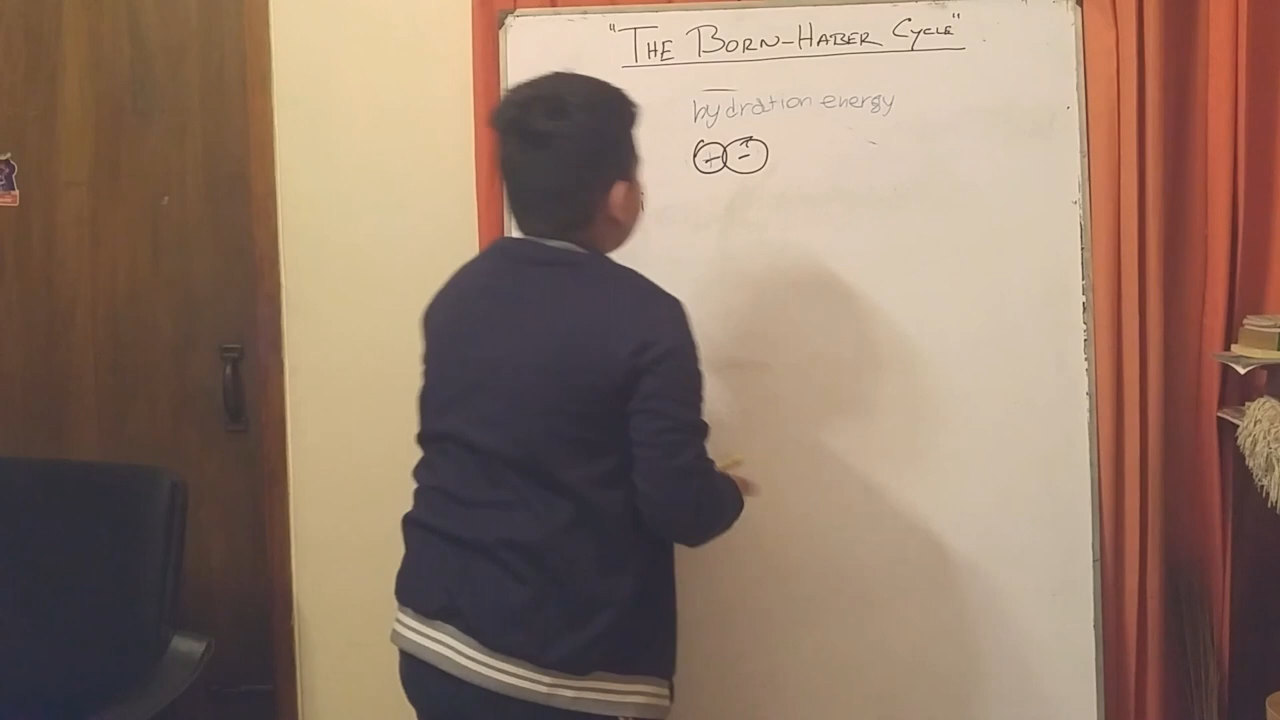 "THE BORN-HABER CYCLE"
hydration energy
+ -